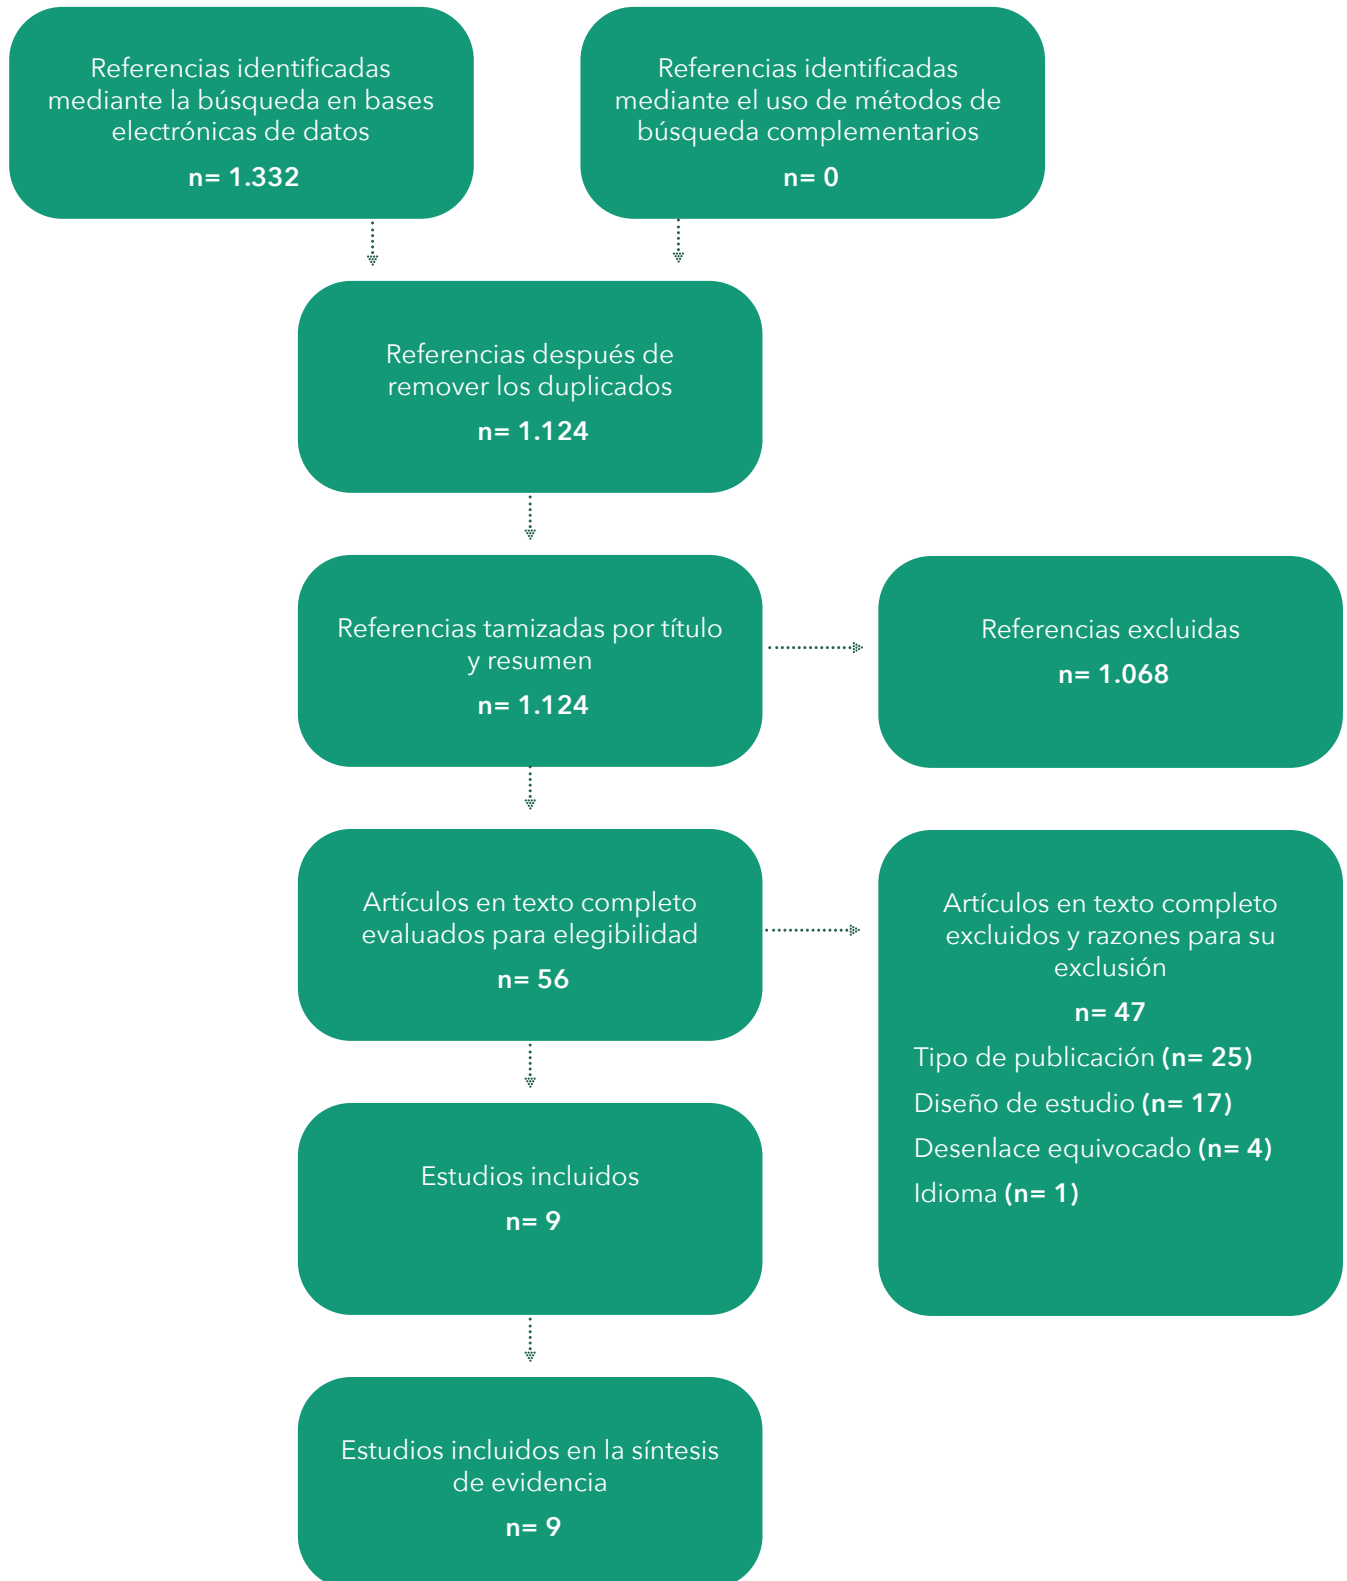 Referencias identificadas
mediante la búsqueda en bases
electrónicas de datos
n= 1.332
Referencias identificadas
mediante el uso de métodos de
búsqueda complementarios
n= 0
Referencias después de
remover los duplicados
n= 1.124
Referencias tamizadas por título
y resumen
n= 1.124
Referencias excluidas
n= 1.068
Artículos en texto completo
evaluados para elegibilidad
n= 56
Artículos en texto completo
excluidos y razones para su
exclusión
n= 47
Tipo de publicación (n= 25)
Diseño de estudio (n= 17)
Desenlace equivocado (n= 4)
Idioma (n= 1)
Estudios incluidos
n= 9
Estudios incluidos en la síntesis
de evidencia
n= 9